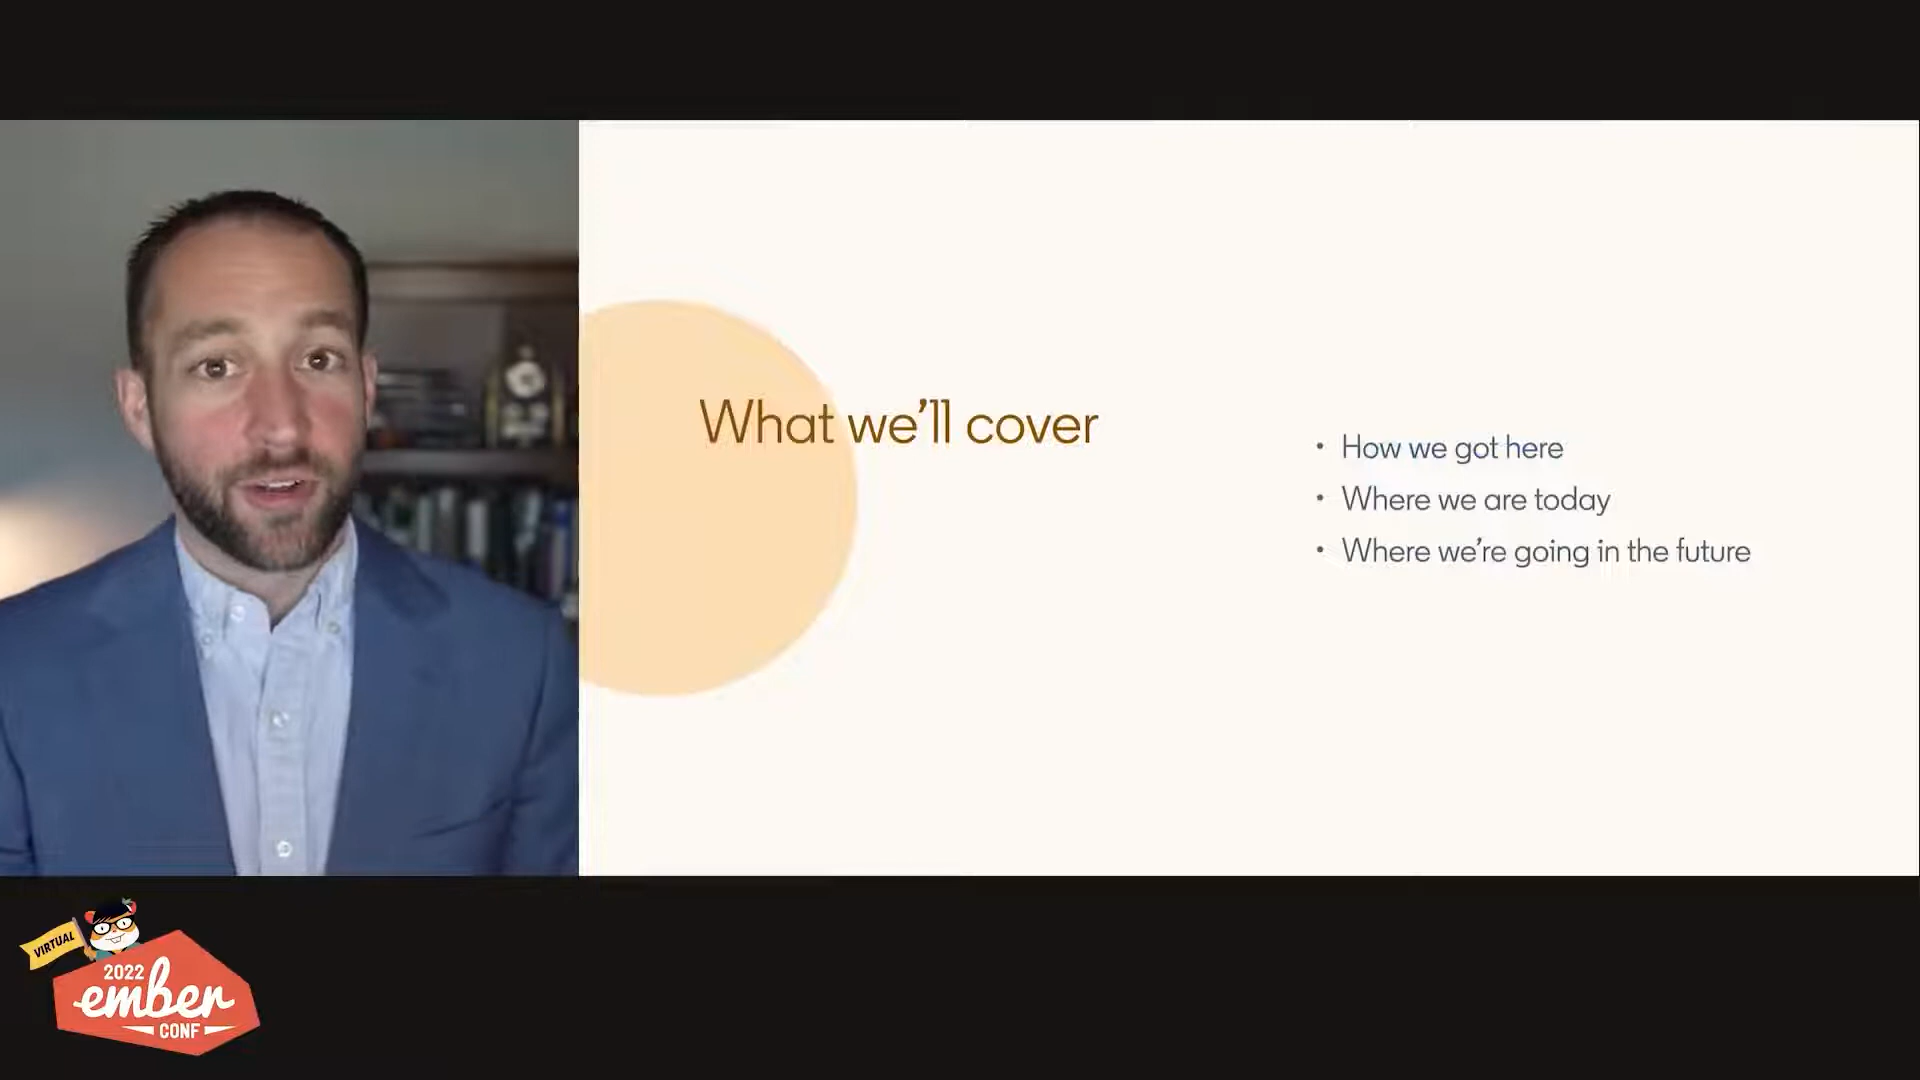 What we’ll cover
• How we got here
• Where we are today
• Where we’re going in the future
VIRTUAL
2022
ember
CONF